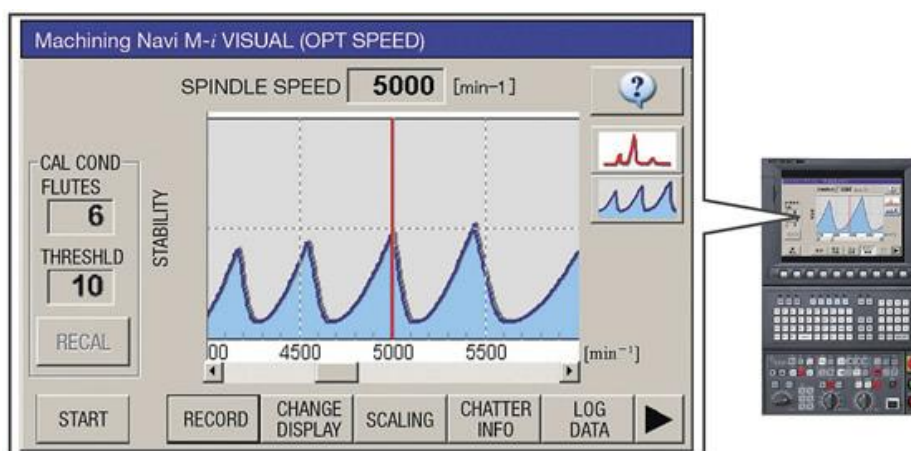 Machining Navi M-i VISUAL (OPT SPEED)
SPINDLE SPEED 5000 [min-1]
?
CAL COND
FLUTES
6
THRESHLD
10
RECAL
STABILITY
00 4500 5000 5500 [min⁻¹]
START
RECORD
CHANGE
DISPLAY
SCALING
CHATTER
INFO
LOG
DATA